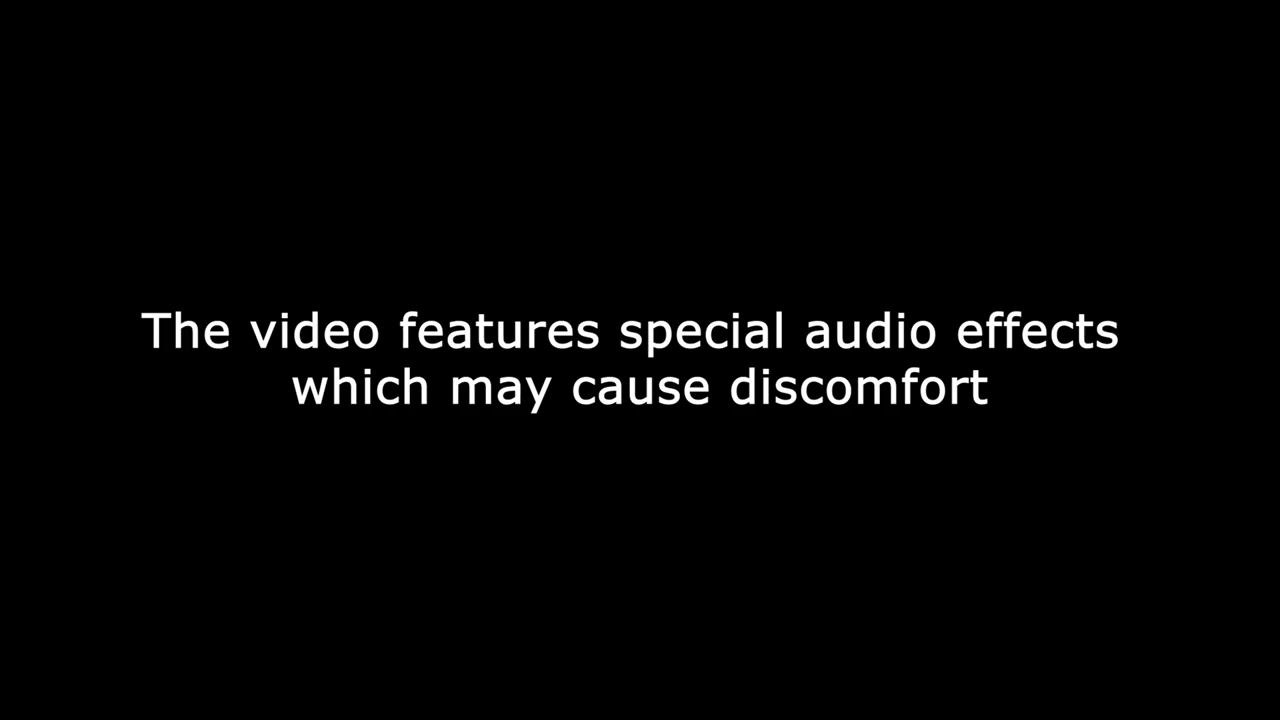 The video features special audio effects
which may cause discomfort